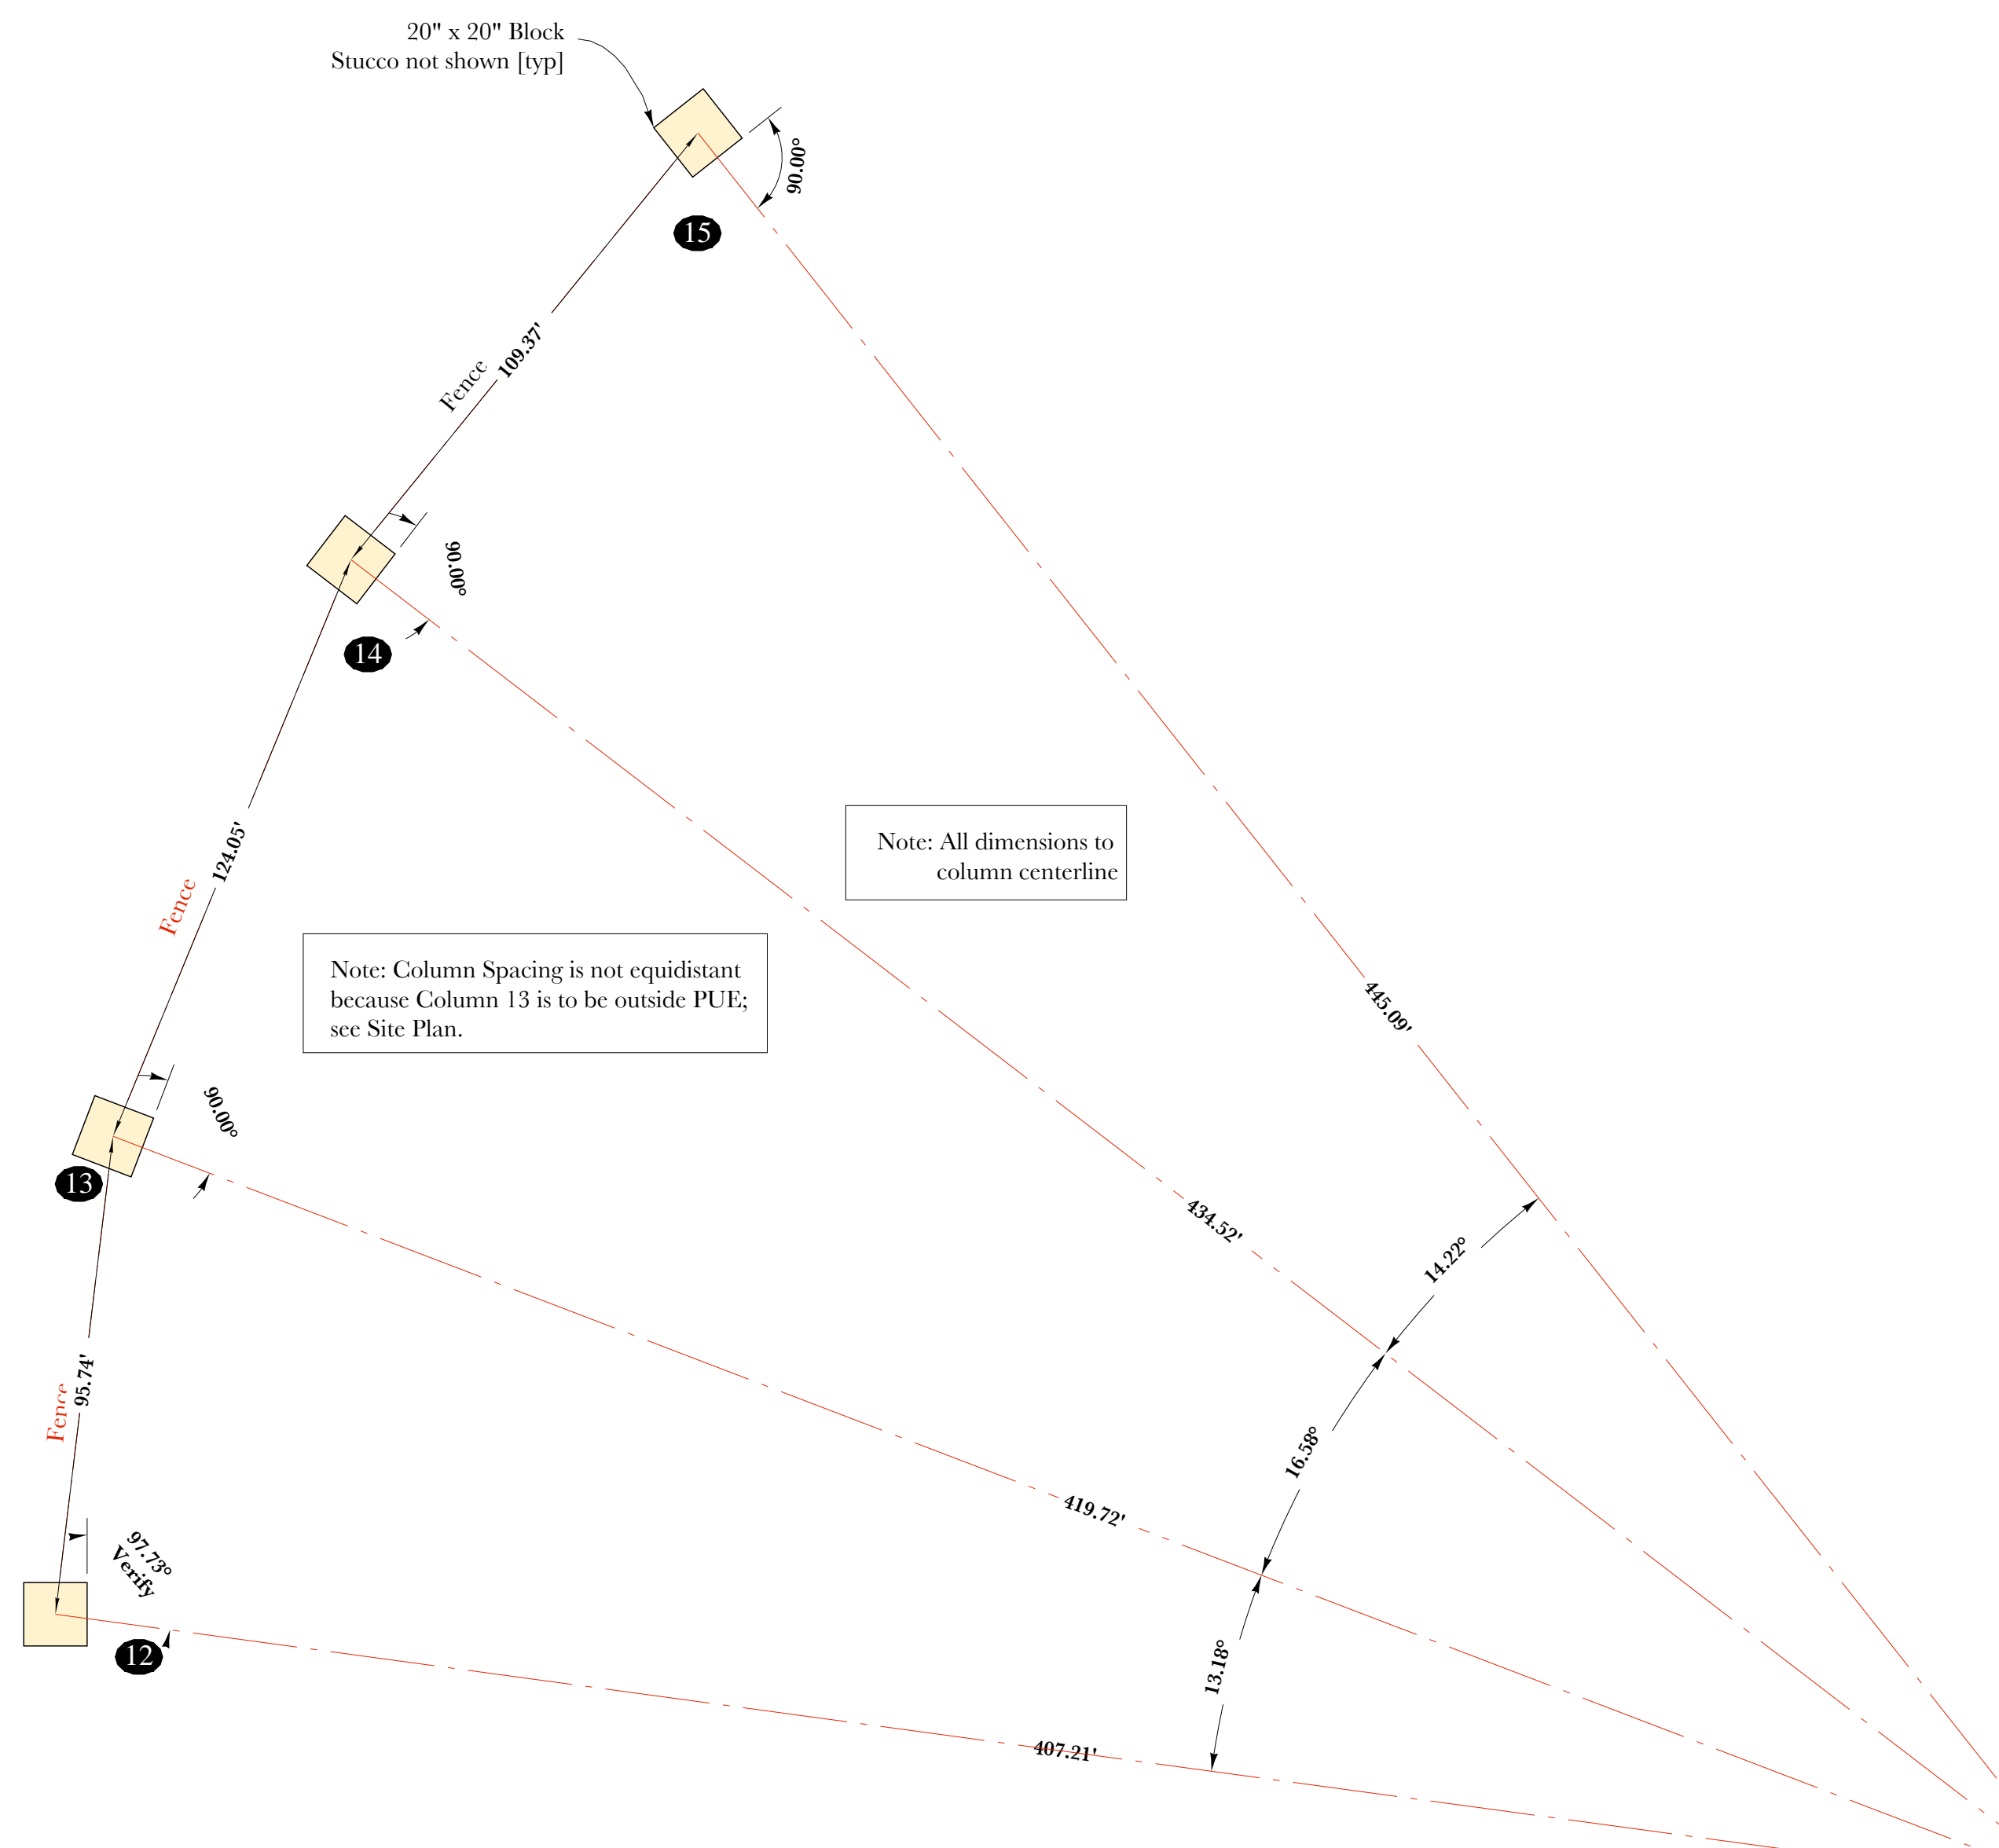 20" x 20" Block
Stucco not shown [typ]
90.00°
15
109.37'
Fence
90.00°
14
Note: All dimensions to
column centerline
124.05'
Fence
Note: Column Spacing is not equidistant
because Column 13 is to be outside PUE;
see Site Plan.
445.09'
90.00°
13
434.52'
14.22°
95.74'
Fence
16.58°
419.72'
97.73°
Verify
12
13.18°
407.21'